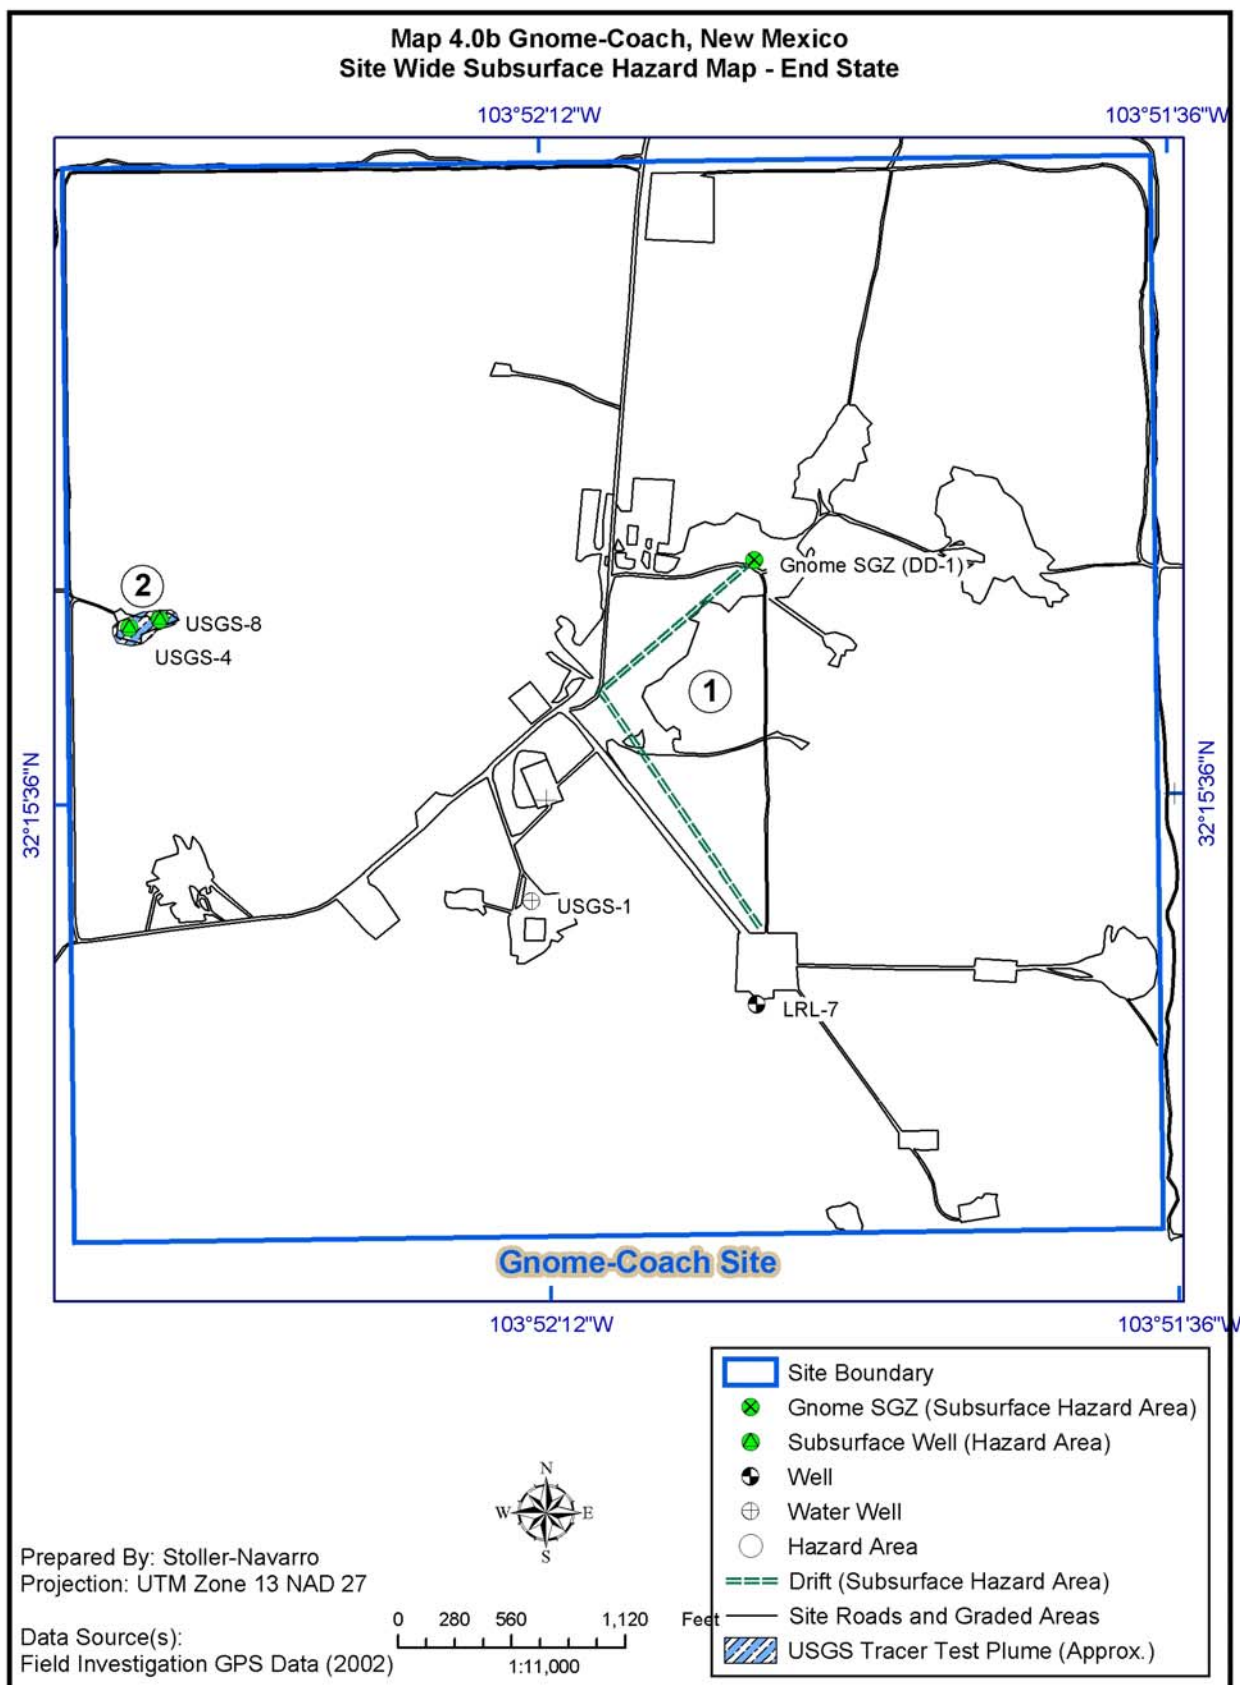 Map 4.0b Gnome-Coach, New Mexico
Site Wide Subsurface Hazard Map - End State
103°52'12"W
103°51'36"W
Gnome SGZ (DD-1)
2
USGS-8
USGS-4
1
32°15'36"N
32°15'36"N
USGS-1
LRL-7
Gnome-Coach Site
103°52'12"W
103°51'36"W
Site Boundary
Gnome SGZ (Subsurface Hazard Area)
Subsurface Well (Hazard Area)
Well
Water Well
Hazard Area
Drift (Subsurface Hazard Area)
Site Roads and Graded Areas
USGS Tracer Test Plume (Approx.)
N
W
E
S
Prepared By: Stoller-Navarro
Projection: UTM Zone 13 NAD 27
Data Source(s):
Field Investigation GPS Data (2002)
0 280 560 1,120 Feet
1:11,000